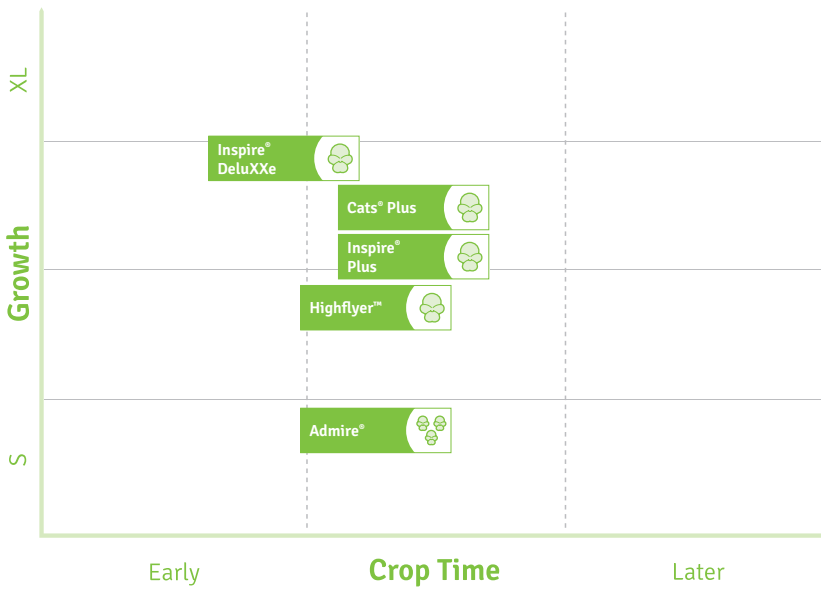 XL
Inspire®
DeluXXe
Cats® Plus
Inspire®
Plus
Growth
Highflyer™
Admire®
S
Early
Crop Time
Later